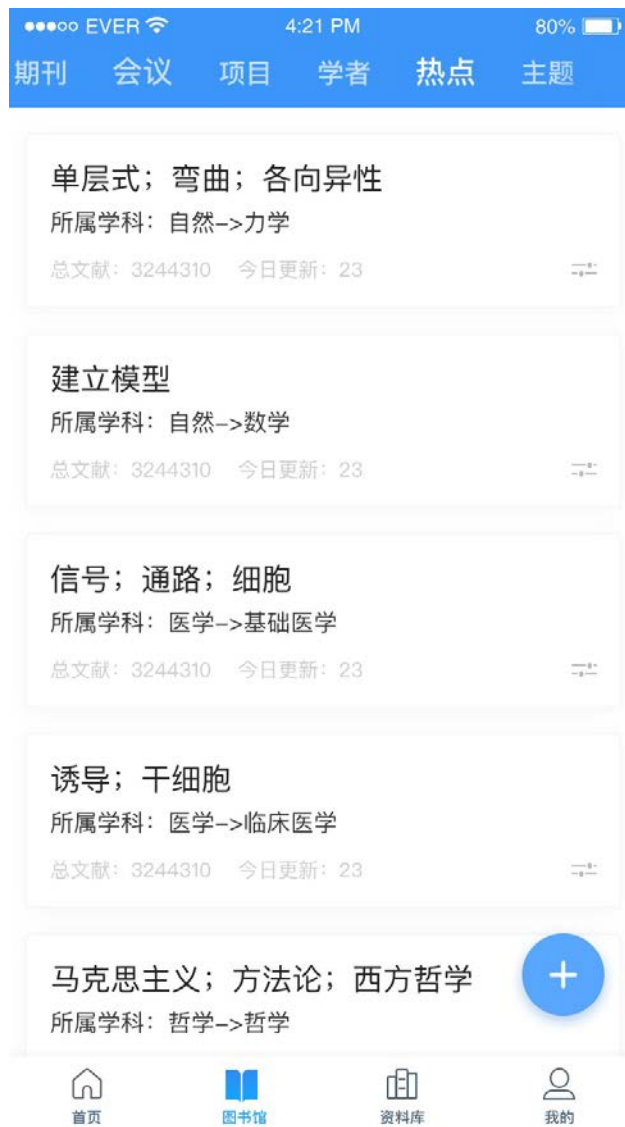 EVER 4:21 PM 80%
期刊 会议 项目 学者 热点 主题
单层式；弯曲；各向异性
所属学科：自然->力学
总文献：3244310 今日更新：23
建立模型
所属学科：自然->数学
总文献：3244310 今日更新：23
信号；通路；细胞
所属学科：医学->基础医学
总文献：3244310 今日更新：23
诱导；干细胞
所属学科：医学->临床医学
总文献：3244310 今日更新：23
马克思主义；方法论；西方哲学
所属学科：哲学->哲学
首页 图书馆 资料库 我的